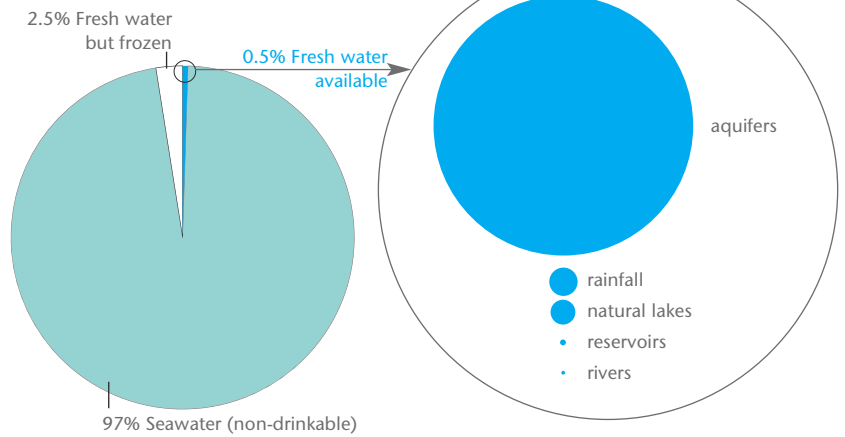 2.5% Fresh water
but frozen
0.5% Fresh water
available
aquifers
rainfall
natural lakes
reservoirs
rivers
97% Seawater (non-drinkable)